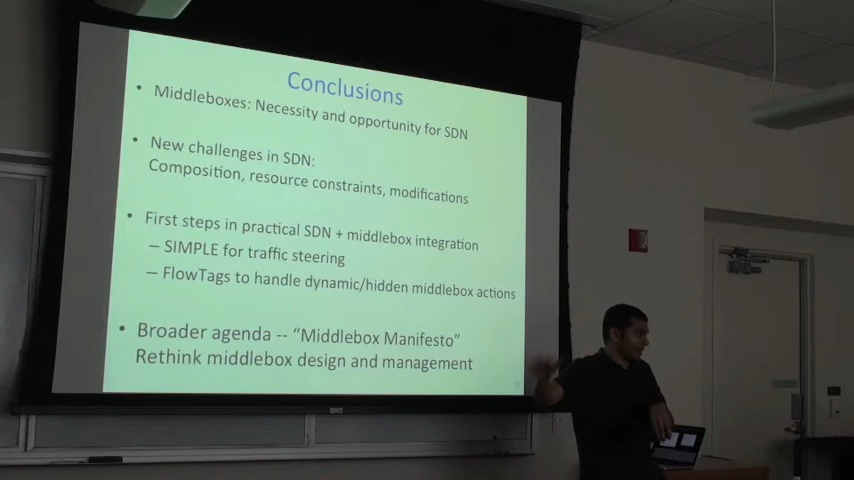 Conclusions
• Middleboxes: Necessity and opportunity for SDN
• New challenges in SDN:
Composition, resource constraints, modifications
• First steps in practical SDN + middlebox integration
– SIMPLE for traffic steering
– FlowTags to handle dynamic/hidden middlebox actions
• Broader agenda -- “Middlebox Manifesto”
Rethink middlebox design and management